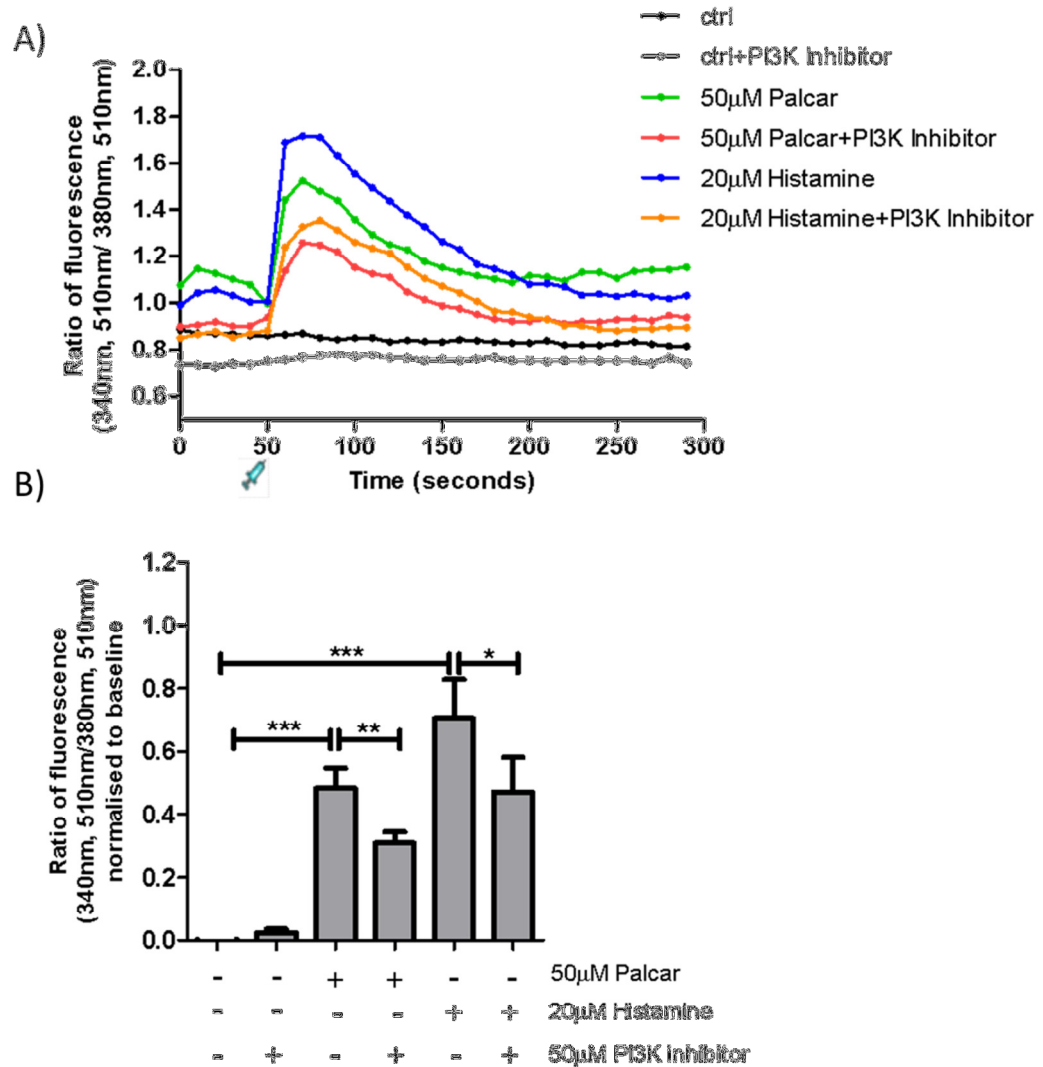 A)
ctrl
ctrl+PI3K Inhibitor
50μM Palcar
50μM Palcar+PI3K Inhibitor
20μM Histamine
20μM Histamine+PI3K Inhibitor
Ratio of fluorescence
(340nm, 510nm/ 380nm, 510nm)
2.0
1.8
1.6
1.4
1.2
1.0
0.8
0.6
0 50 100 150 200 250 300
Time (seconds)
B)
Ratio of fluorescence
(340nm, 510nm/380nm, 510nm)
normalised to baseline
1.2
1.0
0.8
0.6
0.4
0.2
0.0
*** *
*** **
- - + + - - 50μM Palcar
- - - - + + 20μM Histamine
- + - + - + 50μM PI3K inhibitor